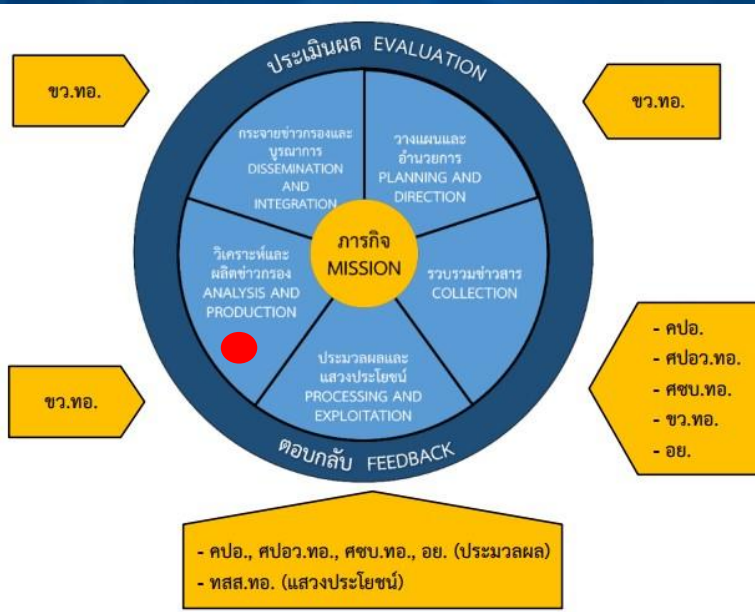 ประเมินผล EVALUATION
ขว.ทอ.
ขว.ทอ.
กระจายข่าวกรองและ
บูรณาการ
DISSEMINATION
AND
INTEGRATION
วางแผนและ
อำนวยการ
PLANNING AND
DIRECTION
ภารกิจ
MISSION
วิเคราะห์และ
ผลิตข่าวกรอง
ANALYSIS AND
PRODUCTION
รวบรวมข่าวสาร
COLLECTION
ประมวลผลและ
แสวงประโยชน์
PROCESSING AND
EXPLOITATION
- คปอ.
- ศปอว.ทอ.
- ศซบ.ทอ.
- ขว.ทอ.
- อย.
ขว.ทอ.
ตอบกลับ FEEDBACK
- คปอ., ศปอว.ทอ., ศซบ.ทอ., อย. (ประมวลผล)
- ทสส.ทอ. (แสวงประโยชน์)